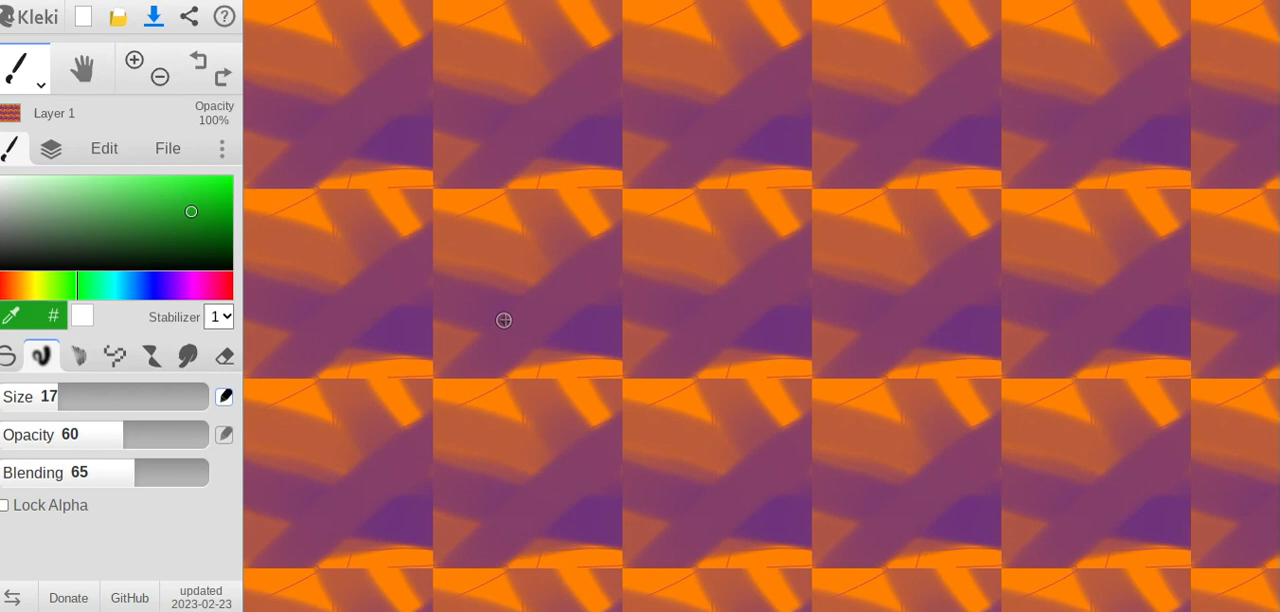 Kleki
Layer 1
Opacity
100%
Edit
File
#
Stabilizer 1
Size 17
Opacity 60
Blending 65
Lock Alpha
Donate
GitHub
updated
2023-02-23